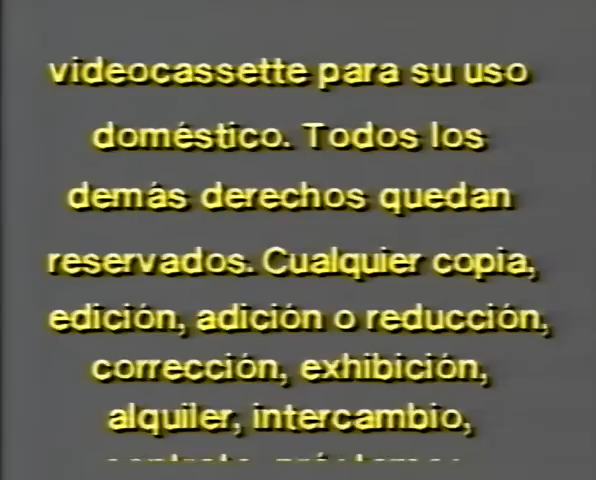 videocassette para su uso
doméstico. Todos los
demás derechos quedan
reservados. Cualquier copia,
edición, adición o reducción,
corrección, exhibición,
alquiler, intercambio,